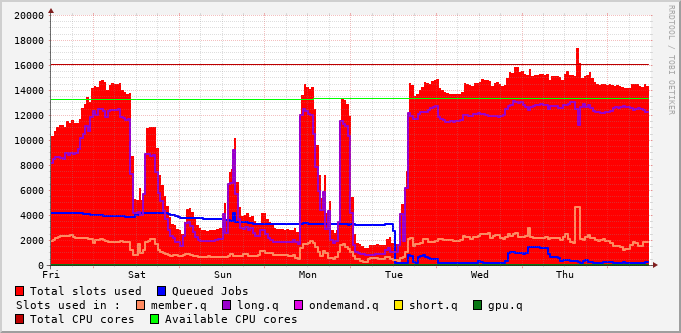 RRDTOOL / TOBI OETIKER
20000
18000
16000
14000
12000
10000
8000
6000
4000
2000
0
Fri Sat Sun Mon Tue Wed Thu
Total slots used Queued Jobs
Slots used in : member.q long.q ondemand.q short.q gpu.q
Total CPU cores Available CPU cores